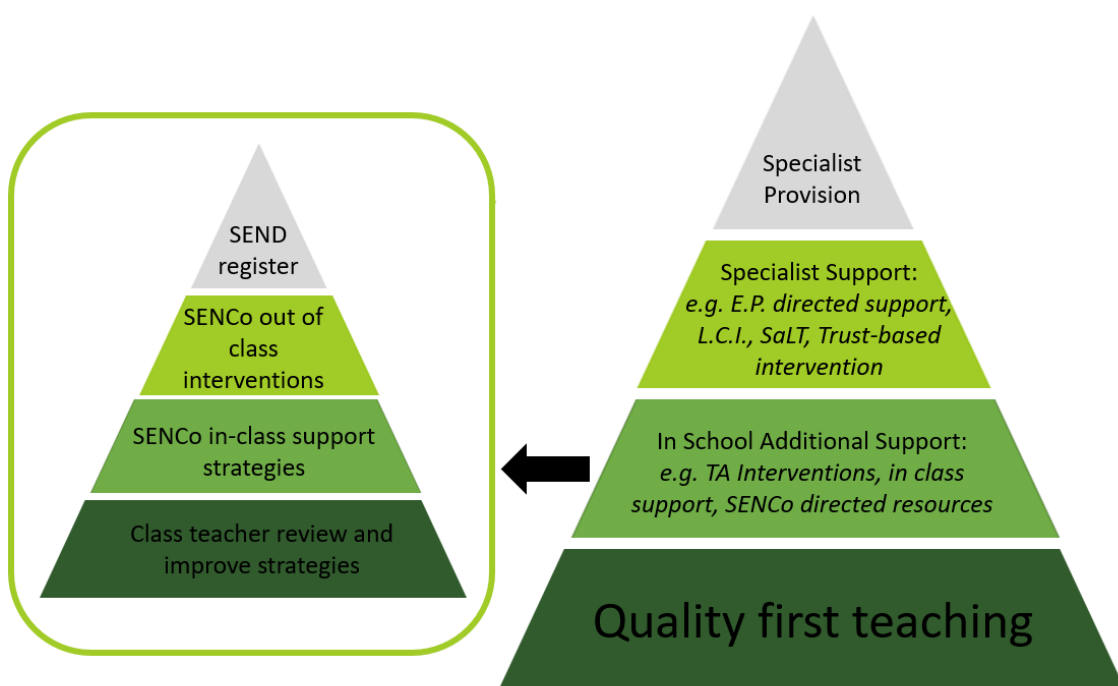 SEND
register
SENCo out of
class
interventions
SENCo in-class support
strategies
Class teacher review and
improve strategies
Specialist
Provision
Specialist Support:
e.g. E.P. directed support,
L.C.I., SaLT, Trust-based
intervention
In School Additional Support:
e.g. TA Interventions, in class
support, SENCo directed resources
Quality first teaching